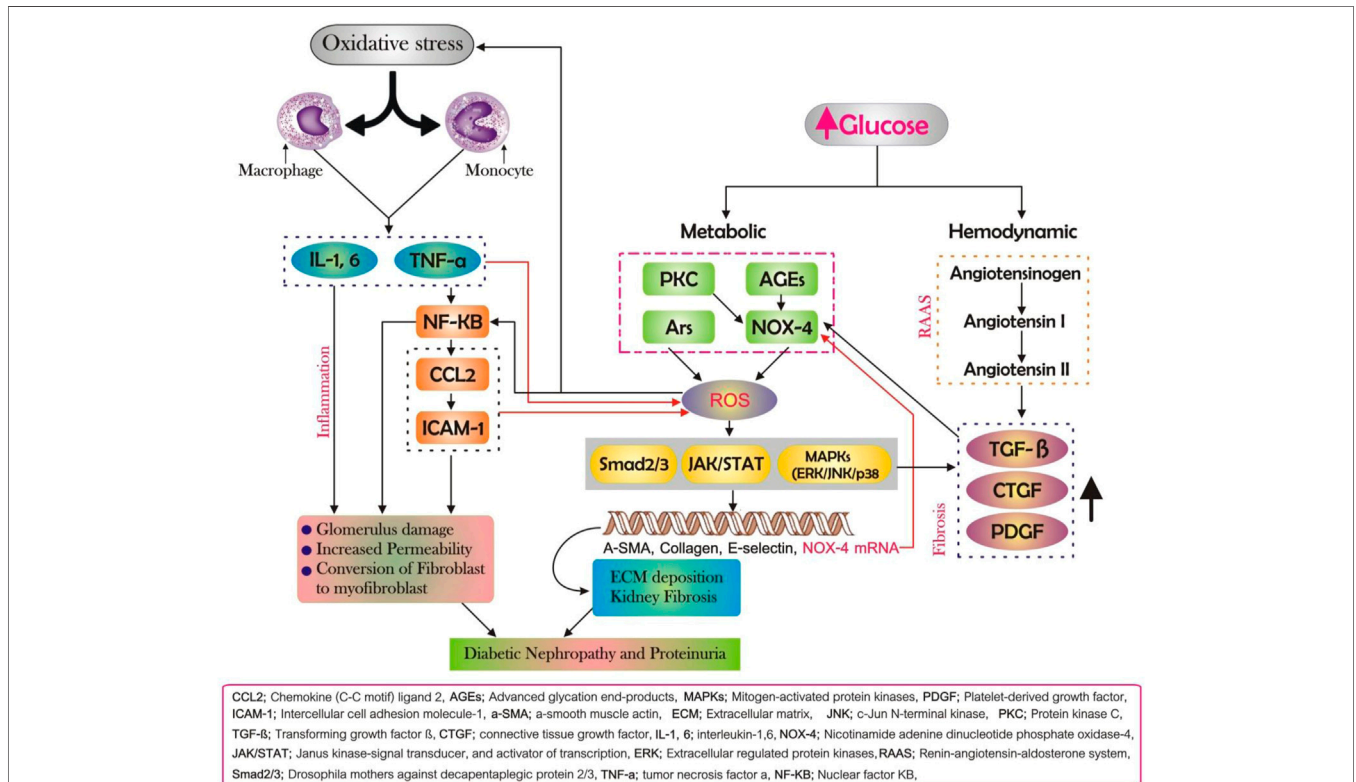 Oxidative stress
Macrophage
Monocyte
Glucose
Metabolic
Hemodynamic
IL-1, 6
TNF-α
PKC
AGEs
Ars
NOX-4
RAAS
Angiotensinogen
Angiotensin I
Angiotensin II
NF-KB
CCL2
ICAM-1
Inflammation
ROS
Smad2/3
JAK/STAT
MAPKs
(ERK/JNK/p38
TGF-ß
CTGF
PDGF
Fibrosis
Glomerulus damage
Increased Permeability
Conversion of Fibroblast
to myofibroblast
A-SMA, Collagen, E-selectin, NOX-4 mRNA
ECM deposition
Kidney Fibrosis
Diabetic Nephropathy and Proteinuria
CCL2; Chemokine (C-C motif) ligand 2, AGEs; Advanced glycation end-products, MAPKs; Mitogen-activated protein kinases, PDGF; Platelet-derived growth factor,
ICAM-1; Intercellular cell adhesion molecule-1, a-SMA; a-smooth muscle actin, ECM; Extracellular matrix, JNK; c-Jun N-terminal kinase, PKC; Protein kinase C,
TGF-ß; Transforming growth factor ß, CTGF; connective tissue growth factor, IL-1, 6; interleukin-1,6, NOX-4; Nicotinamide adenine dinucleotide phosphate oxidase-4,
JAK/STAT; Janus kinase-signal transducer, and activator of transcription, ERK; Extracellular regulated protein kinases, RAAS; Renin-angiotensin-aldosterone system,
Smad2/3; Drosophila mothers against decapentaplegic protein 2/3, TNF-a; tumor necrosis factor a, NF-KB; Nuclear factor KB,